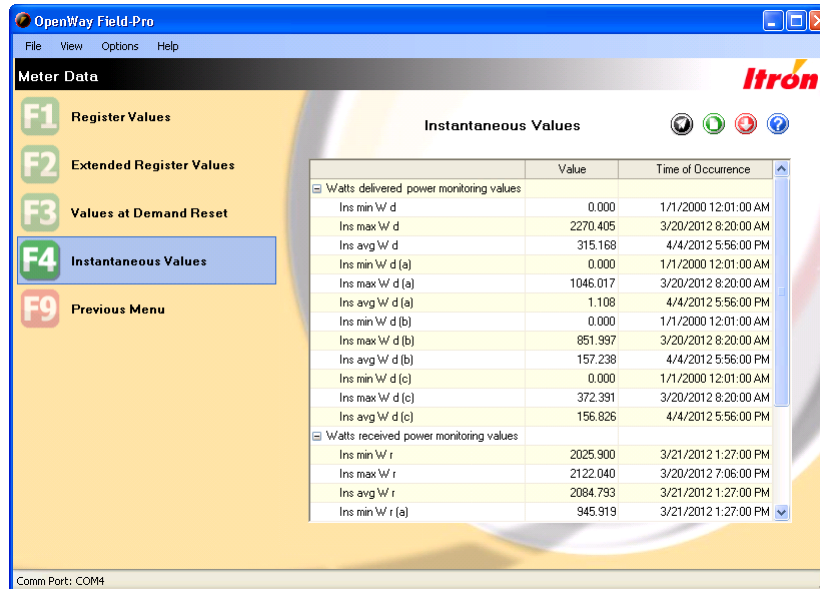 OpenWay Field-Pro
File View Options Help
Meter Data
Itrón
F1 Register Values
F2 Extended Register Values
F3 Values at Demand Reset
F4 Instantaneous Values
F9 Previous Menu
Instantaneous Values
Value Time of Occurrence
Watts delivered power monitoring values
Ins min W d 0.000 1/1/2000 12:01:00 AM
Ins max W d 2270.405 3/20/2012 8:20:00 AM
Ins avg W d 315.168 4/4/2012 5:56:00 PM
Ins min W d (a) 0.000 1/1/2000 12:01:00 AM
Ins max W d (a) 1046.017 3/20/2012 8:20:00 AM
Ins avg W d (a) 1.108 4/4/2012 5:56:00 PM
Ins min W d (b) 0.000 1/1/2000 12:01:00 AM
Ins max W d (b) 851.997 3/20/2012 8:20:00 AM
Ins avg W d (b) 157.238 4/4/2012 5:56:00 PM
Ins min W d (c) 0.000 1/1/2000 12:01:00 AM
Ins max W d (c) 372.391 3/20/2012 8:20:00 AM
Ins avg W d (c) 156.826 4/4/2012 5:56:00 PM
Watts received power monitoring values
Ins min W r 2025.900 3/21/2012 1:27:00 PM
Ins max W r 2122.040 3/20/2012 7:06:00 PM
Ins avg W r 2084.793 3/21/2012 1:27:00 PM
Ins min W r (a) 945.919 3/21/2012 1:27:00 PM
Comm Port: COM4